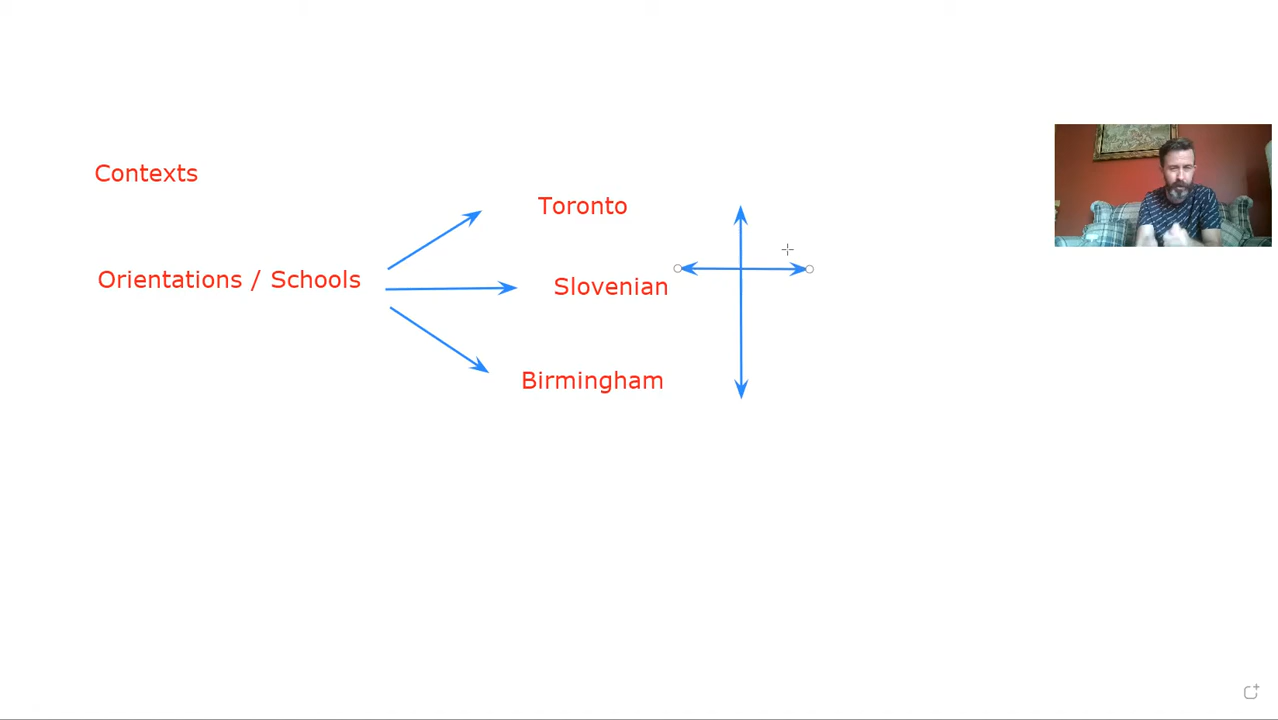 Contexts
Toronto
Orientations / Schools
Slovenian
Birmingham